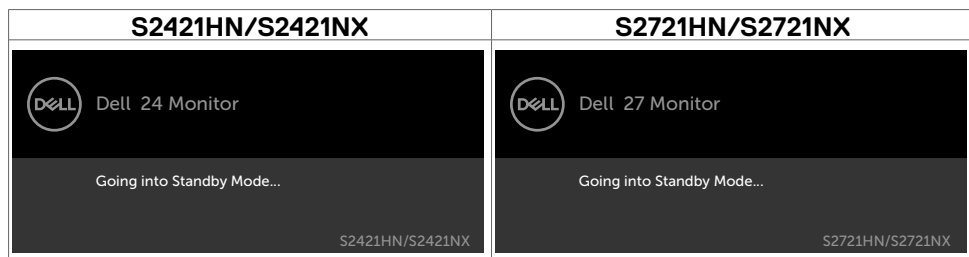 S2421HN/S2421NX
S2721HN/S2721NX
DELL Dell 24 Monitor
Going into Standby Mode...
S2421HN/S2421NX
DELL Dell 27 Monitor
Going into Standby Mode...
S2721HN/S2721NX